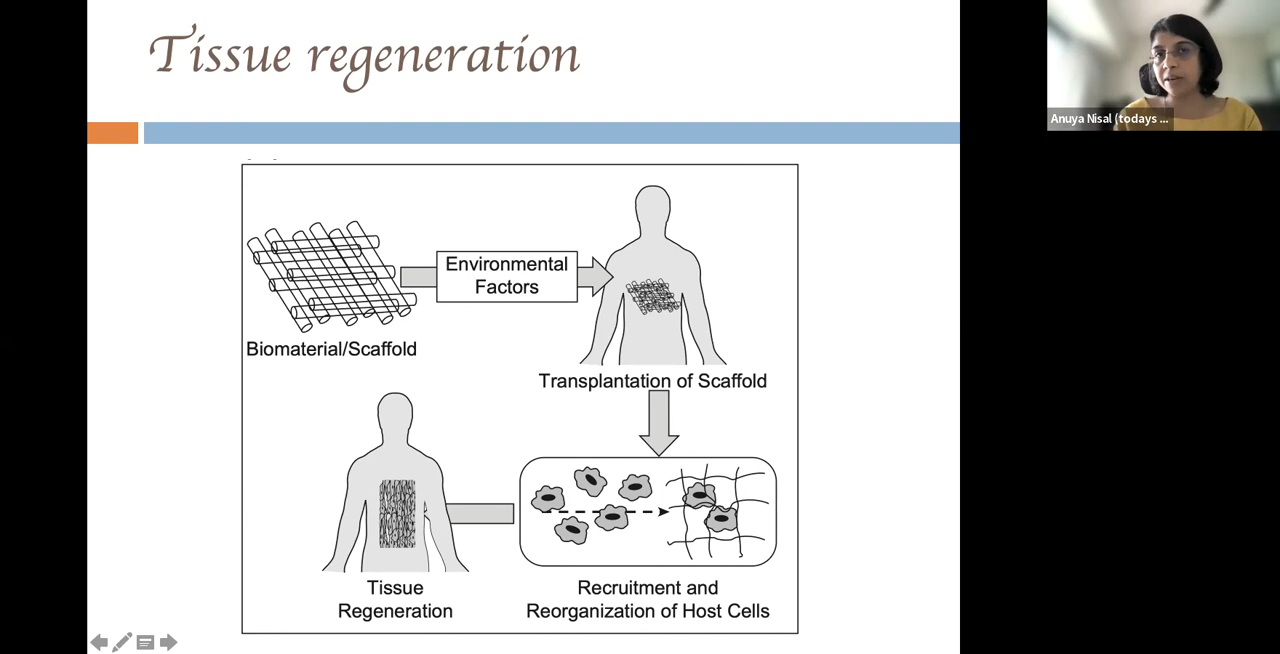 Tissue regeneration
Anuya Nisal (todays ...
Environmental
Factors
Biomaterial/Scaffold
Transplantation of Scaffold
Tissue
Regeneration
Recruitment and
Reorganization of Host Cells